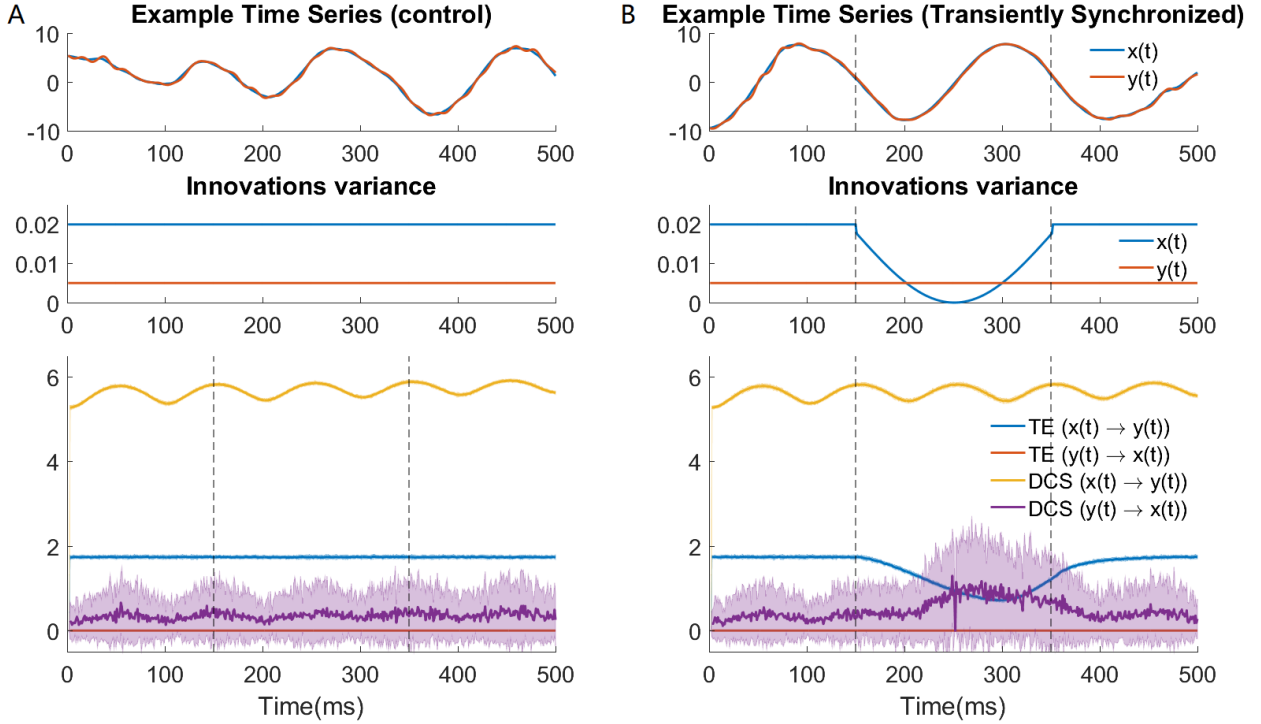 A
Example Time Series (control)
10
0
-10
0 100 200 300 400 500
Innovations variance
0.02
0.01
0
0 100 200 300 400 500
6
4
2
0
0 100 200 300 400 500
Time(ms)
B
Example Time Series (Transiently Synchronized)
10
0
-10
x(t)
y(t)
0 100 200 300 400 500
Innovations variance
0.02
0.01
0
x(t)
y(t)
0 100 200 300 400 500
6
4
2
0
TE (x(t) → y(t))
TE (y(t) → x(t))
DCS (x(t) → y(t))
DCS (y(t) → x(t))
0 100 200 300 400 500
Time(ms)